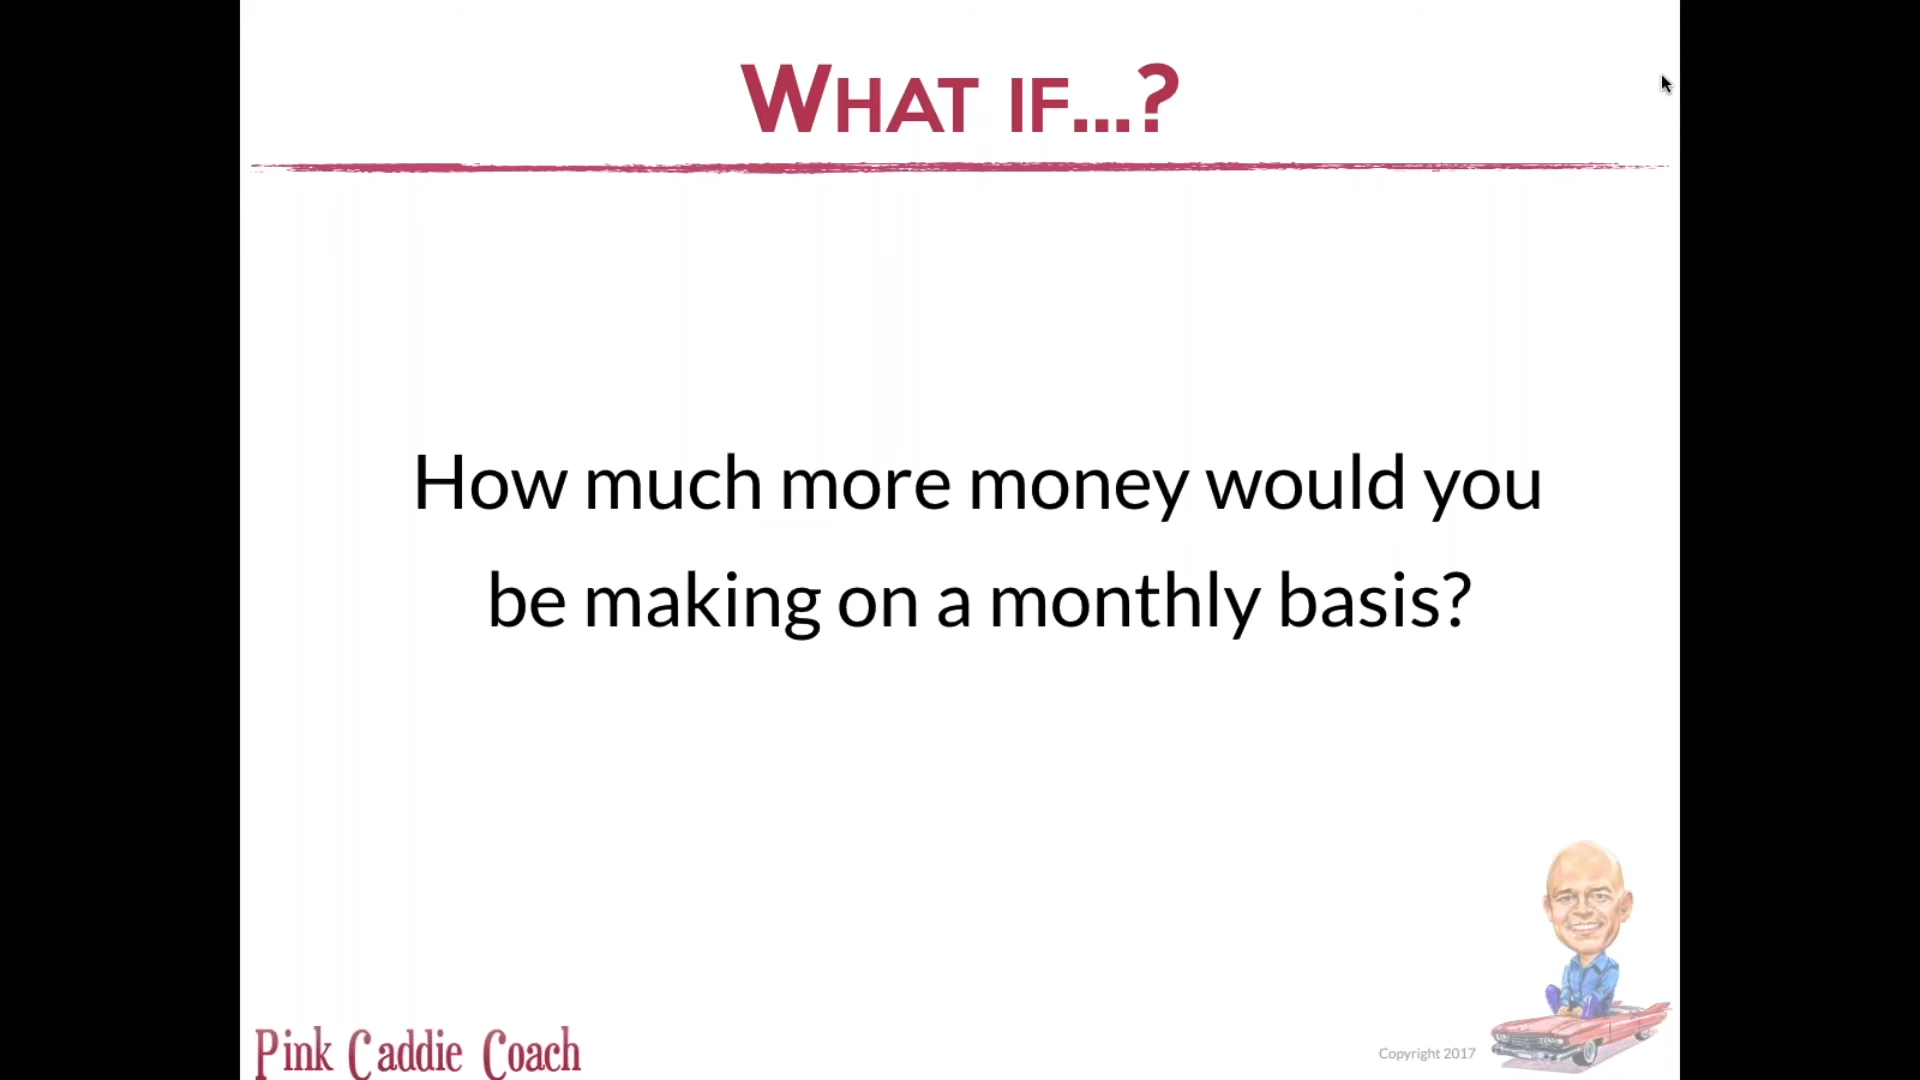 WHAT IF...?
How much more money would you
be making on a monthly basis?
Pink Caddie Coach
Copyright 2017